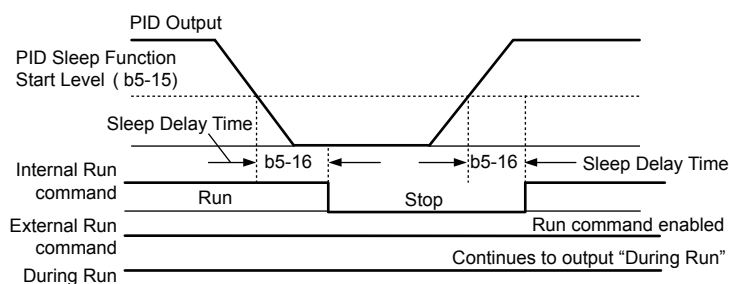 PID Output
PID Sleep Function
Start Level ( b5-15)
Sleep Delay Time
b5-16
b5-16
Sleep Delay Time
Internal Run
command
Run
Stop
External Run
command
Run command enabled
Continues to output “During Run”
During Run